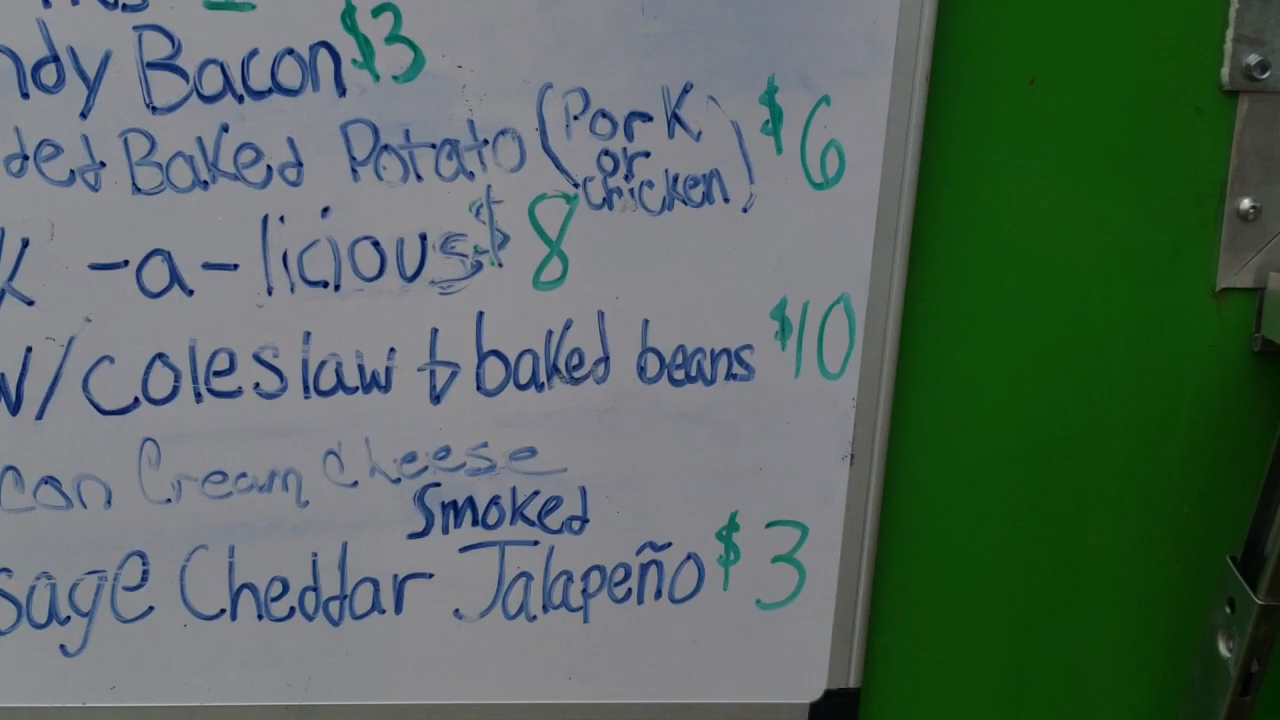 ndy Bacon $3
ded Baked Potato (Pork or chicken) $6
k -a-licious $8
w/coleslaw & baked beans $10
con Cream Cheese
Smoked
sage Cheddar Jalapeño $3